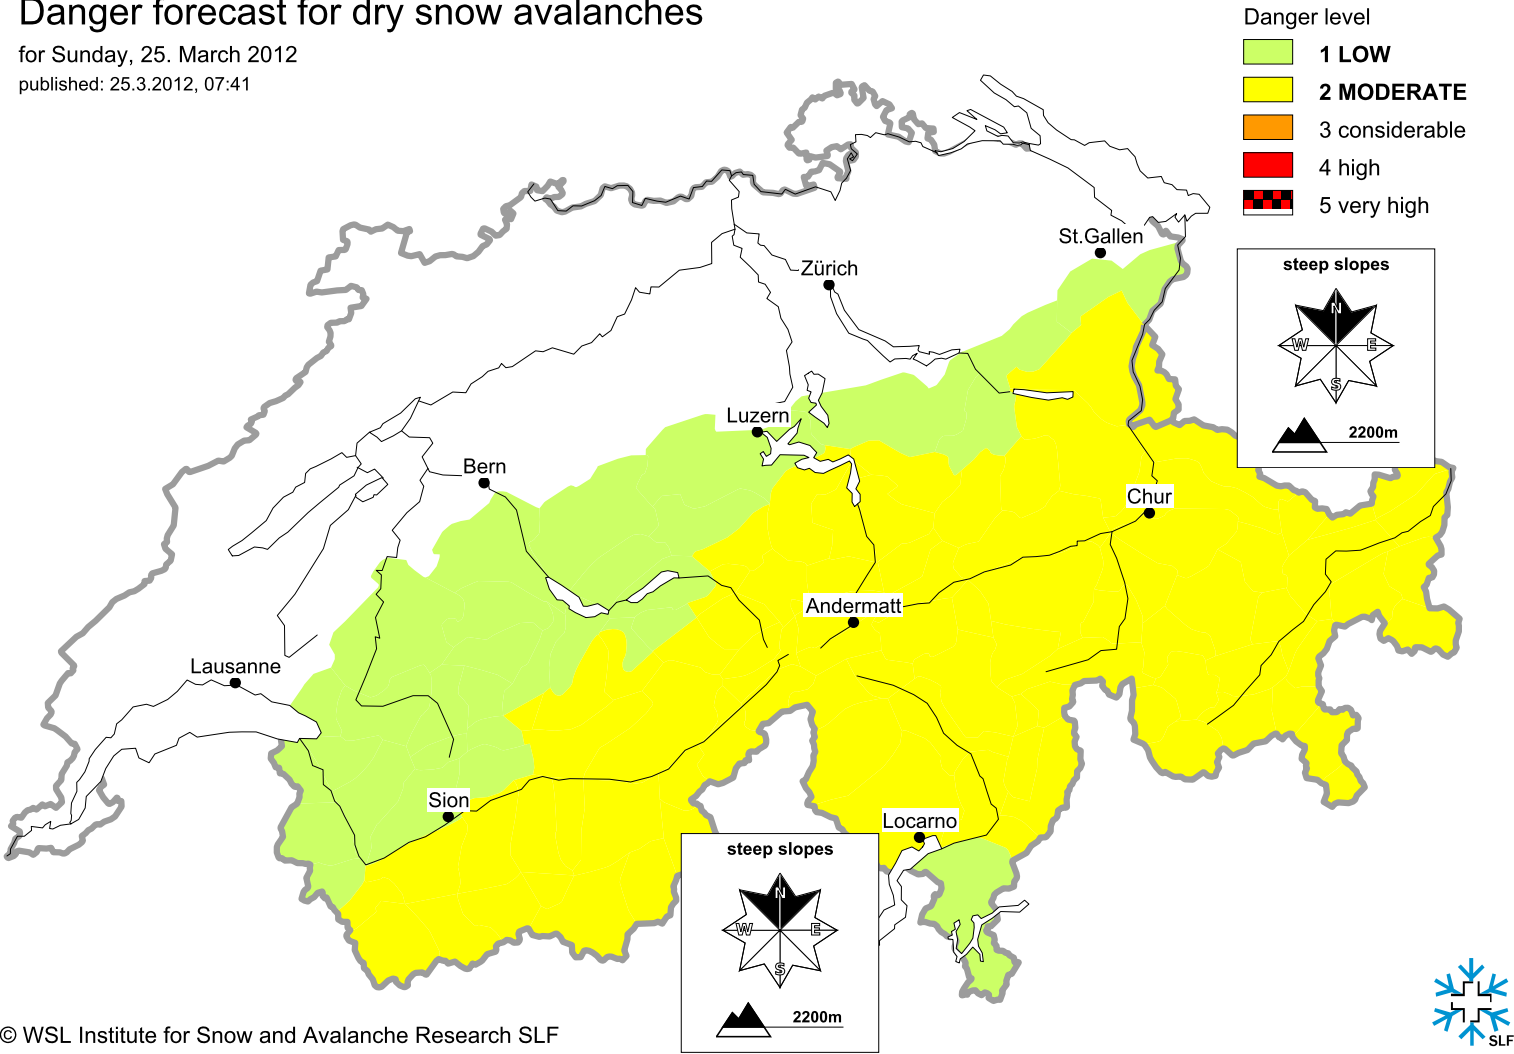 Danger forecast for dry snow avalanches
for Sunday, 25. March 2012
published: 25.3.2012, 07:41
Danger level
1 LOW
2 MODERATE
3 considerable
4 high
5 very high
St.Gallen
Zürich
steep slopes
N
W E
S
2200m
Luzern
Bern
Chur
Andermatt
Lausanne
Sion
Locarno
steep slopes
N
W E
S
2200m
© WSL Institute for Snow and Avalanche Research SLF
SLF